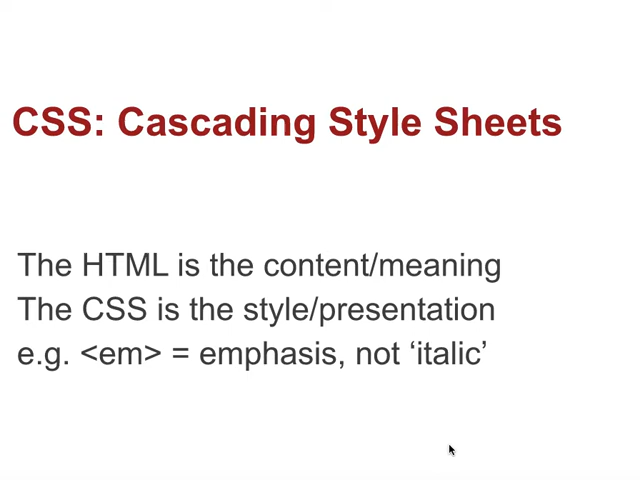 CSS: Cascading Style Sheets
The HTML is the content/meaning
The CSS is the style/presentation
e.g. <em> = emphasis, not ‘italic’